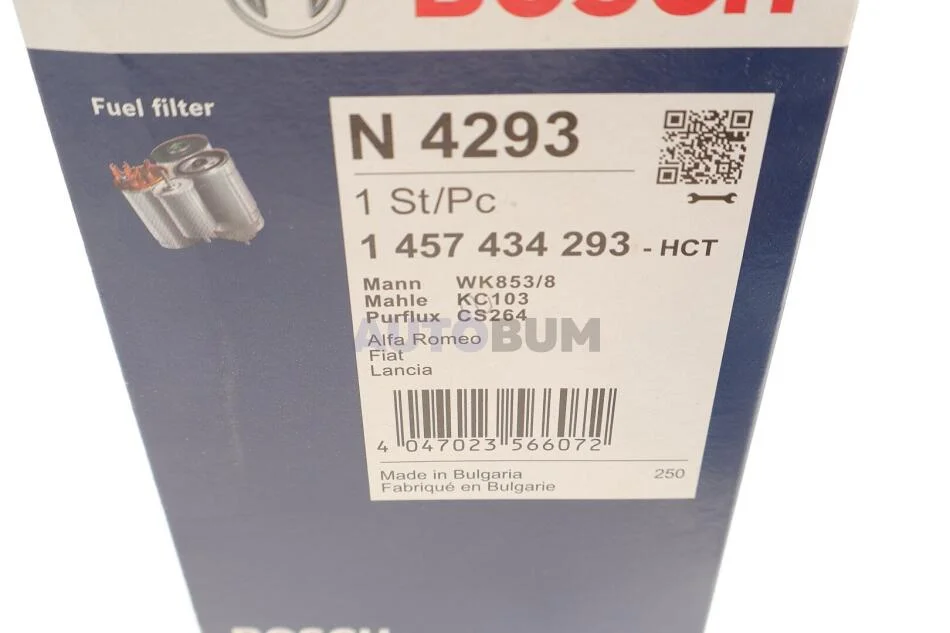 BOSCH
Fuel filter
N 4293
1 St/Pc
1 457 434 293 - HCT
Mann WK853/8
Mahle KC103
Purflux CS264
AUTOBUM
Alfa Romeo
Fiat
Lancia
4 047023 566072
Made in Bulgaria 250
Fabriqué en Bulgarie
BOSCH